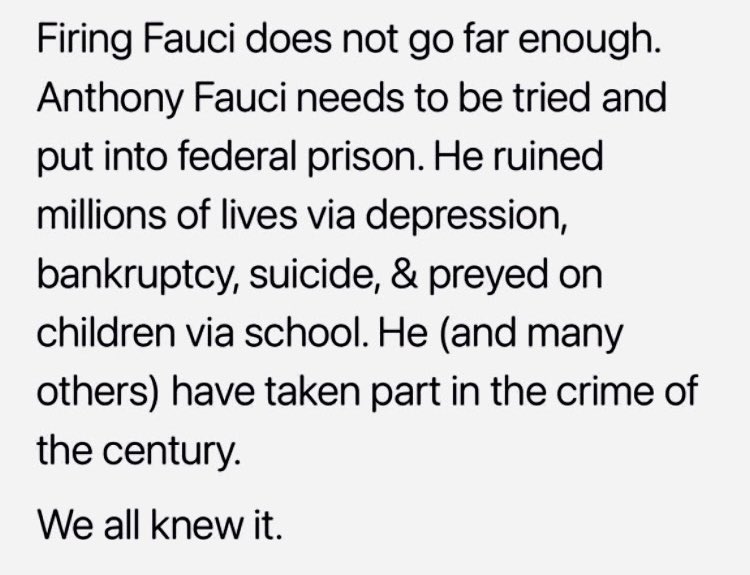 Firing Fauci does not go far enough.
Anthony Fauci needs to be tried and
put into federal prison. He ruined
millions of lives via depression,
bankruptcy, suicide, & preyed on
children via school. He (and many
others) have taken part in the crime of
the century.
We all knew it.